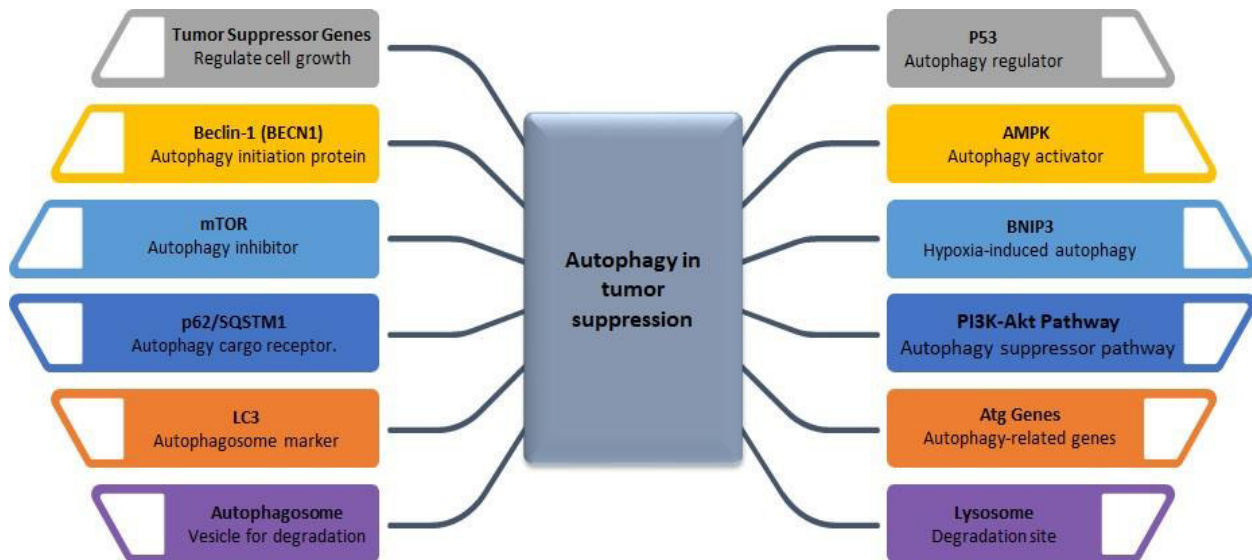 Tumor Suppressor Genes
Regulate cell growth
Beclin-1 (BECN1)
Autophagy initiation protein
mTOR
Autophagy inhibitor
p62/SQSTM1
Autophagy cargo receptor.
LC3
Autophagosome marker
Autophagosome
Vesicle for degradation
Autophagy in
tumor
suppression
P53
Autophagy regulator
AMPK
Autophagy activator
BNIP3
Hypoxia-induced autophagy
PI3K-Akt Pathway
Autophagy suppressor pathway
Atg Genes
Autophagy-related genes
Lysosome
Degradation site